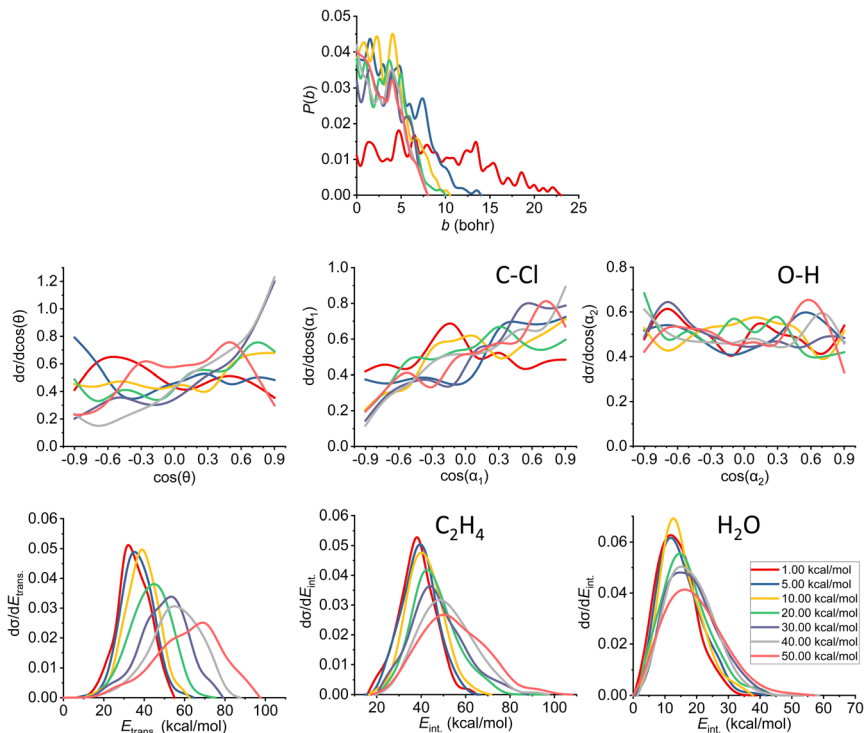 0.05
0.04
0.03
0.02
0.01
0.00
P(b)
0 5 10 15 20 25
b (bohr)
1.2
1.0
0.8
0.6
0.4
0.2
0.0
dσ/dcos(θ)
-0.9 -0.6 -0.3 0.0 0.3 0.6 0.9
cos(θ)
C-Cl
1.0
0.8
0.6
0.4
0.2
0.0
dσ/dcos(α₁)
-0.9 -0.6 -0.3 0.0 0.3 0.6 0.9
cos(α₁)
O-H
0.8
0.6
0.4
0.2
0.0
dσ/dcos(α₂)
-0.9 -0.6 -0.3 0.0 0.3 0.6 0.9
cos(α₂)
0.06
0.05
0.04
0.03
0.02
0.01
0.00
dσ/dE_trans.
0 20 40 60 80 100
E_trans. (kcal/mol)
C₂H₄
0.06
0.05
0.04
0.03
0.02
0.01
0.00
dσ/dE_int.
20 40 60 80 100
E_int. (kcal/mol)
H₂O
0.06
0.04
0.02
0.00
dσ/dE_int.
0 10 20 30 40 50 60 70
E_int. (kcal/mol)
1.00 kcal/mol
5.00 kcal/mol
10.00 kcal/mol
20.00 kcal/mol
30.00 kcal/mol
40.00 kcal/mol
50.00 kcal/mol